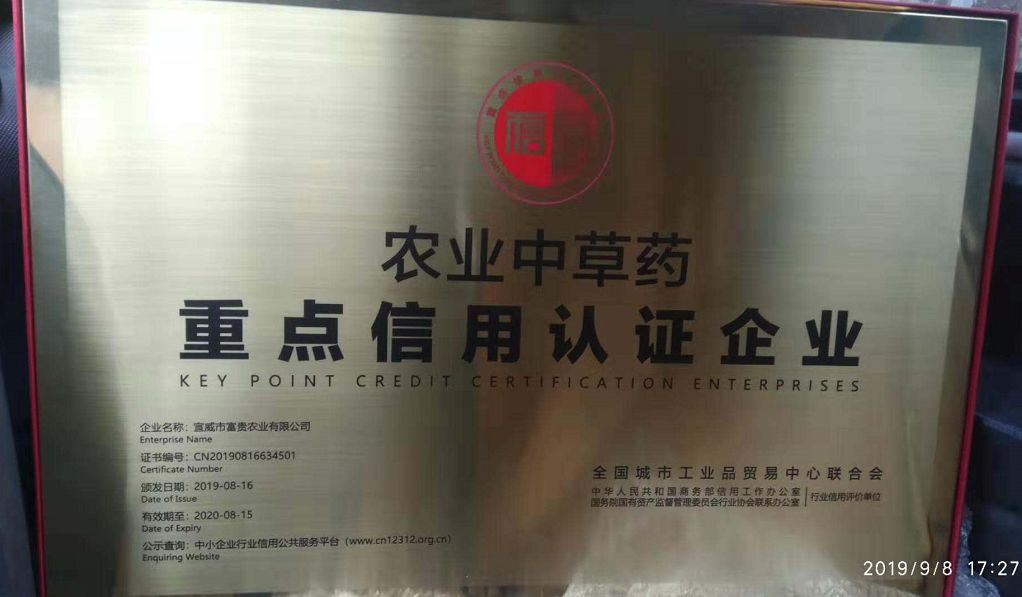 信
农业中草药
重点信用认证企业
KEY POINT CREDIT CERTIFICATION ENTERPRISES
企业名称：宣威市富贵农业有限公司
Enterprise Name
证书编号：CN20190816634501
Certificate Number
颁发日期：2019-08-16
Date of Issue
有效期至：2020-08-15
Date of Expiry
公示查询：中小企业行业信用公共服务平台（www.cn12312.org.cn）
Enquiring Website
全国城市工业品贸易中心联合会
中华人民共和国商务部信用工作办公室
国务院国有资产监督管理委员会行业协会联系办公室
行业信用评价单位
2019/9/8 17:27